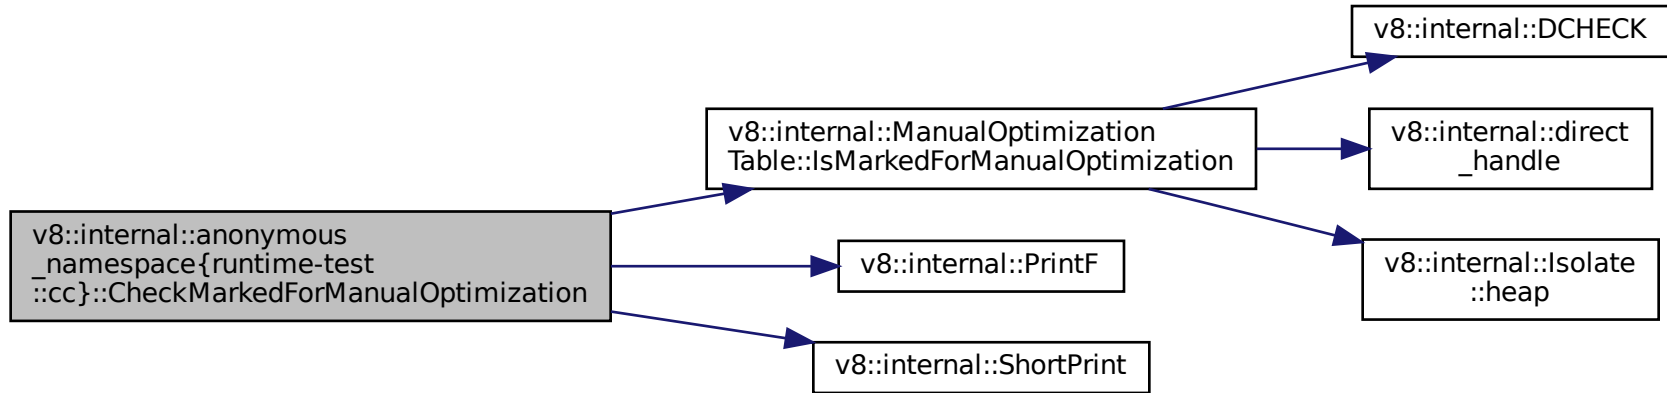 v8::internal::anonymous
_namespace{runtime-test
::cc}::CheckMarkedForManualOptimization
v8::internal::ManualOptimization
Table::IsMarkedForManualOptimization
v8::internal::PrintF
v8::internal::ShortPrint
v8::internal::DCHECK
v8::internal::direct
_handle
v8::internal::Isolate
::heap